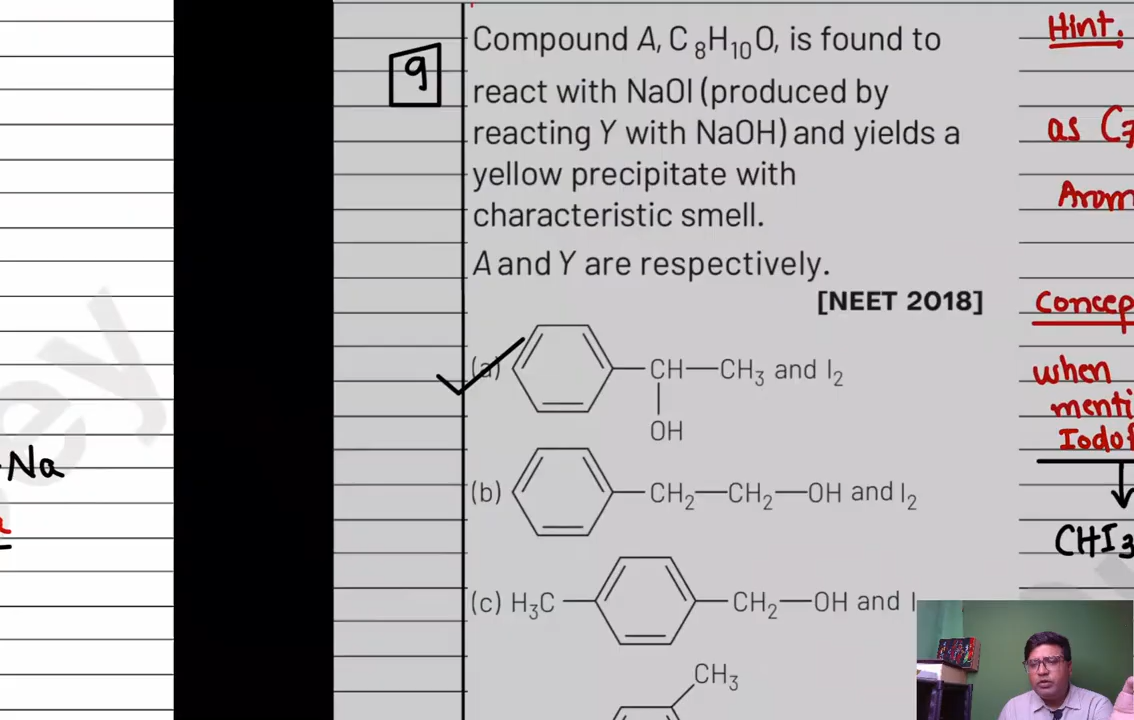 9
Compound A, C₈H₁₀O, is found to
react with NaOI (produced by
reacting Y with NaOH) and yields a
yellow precipitate with
characteristic smell.
A and Y are respectively.
[NEET 2018]
(a) CH—CH₃ and I₂
OH
(b) CH₂—CH₂—OH and I₂
(c) H₃C CH₂—OH and I
CH₃
Na
Hint.
as C₇
Arom
Concep
when
menti
Iodof
CHI₃